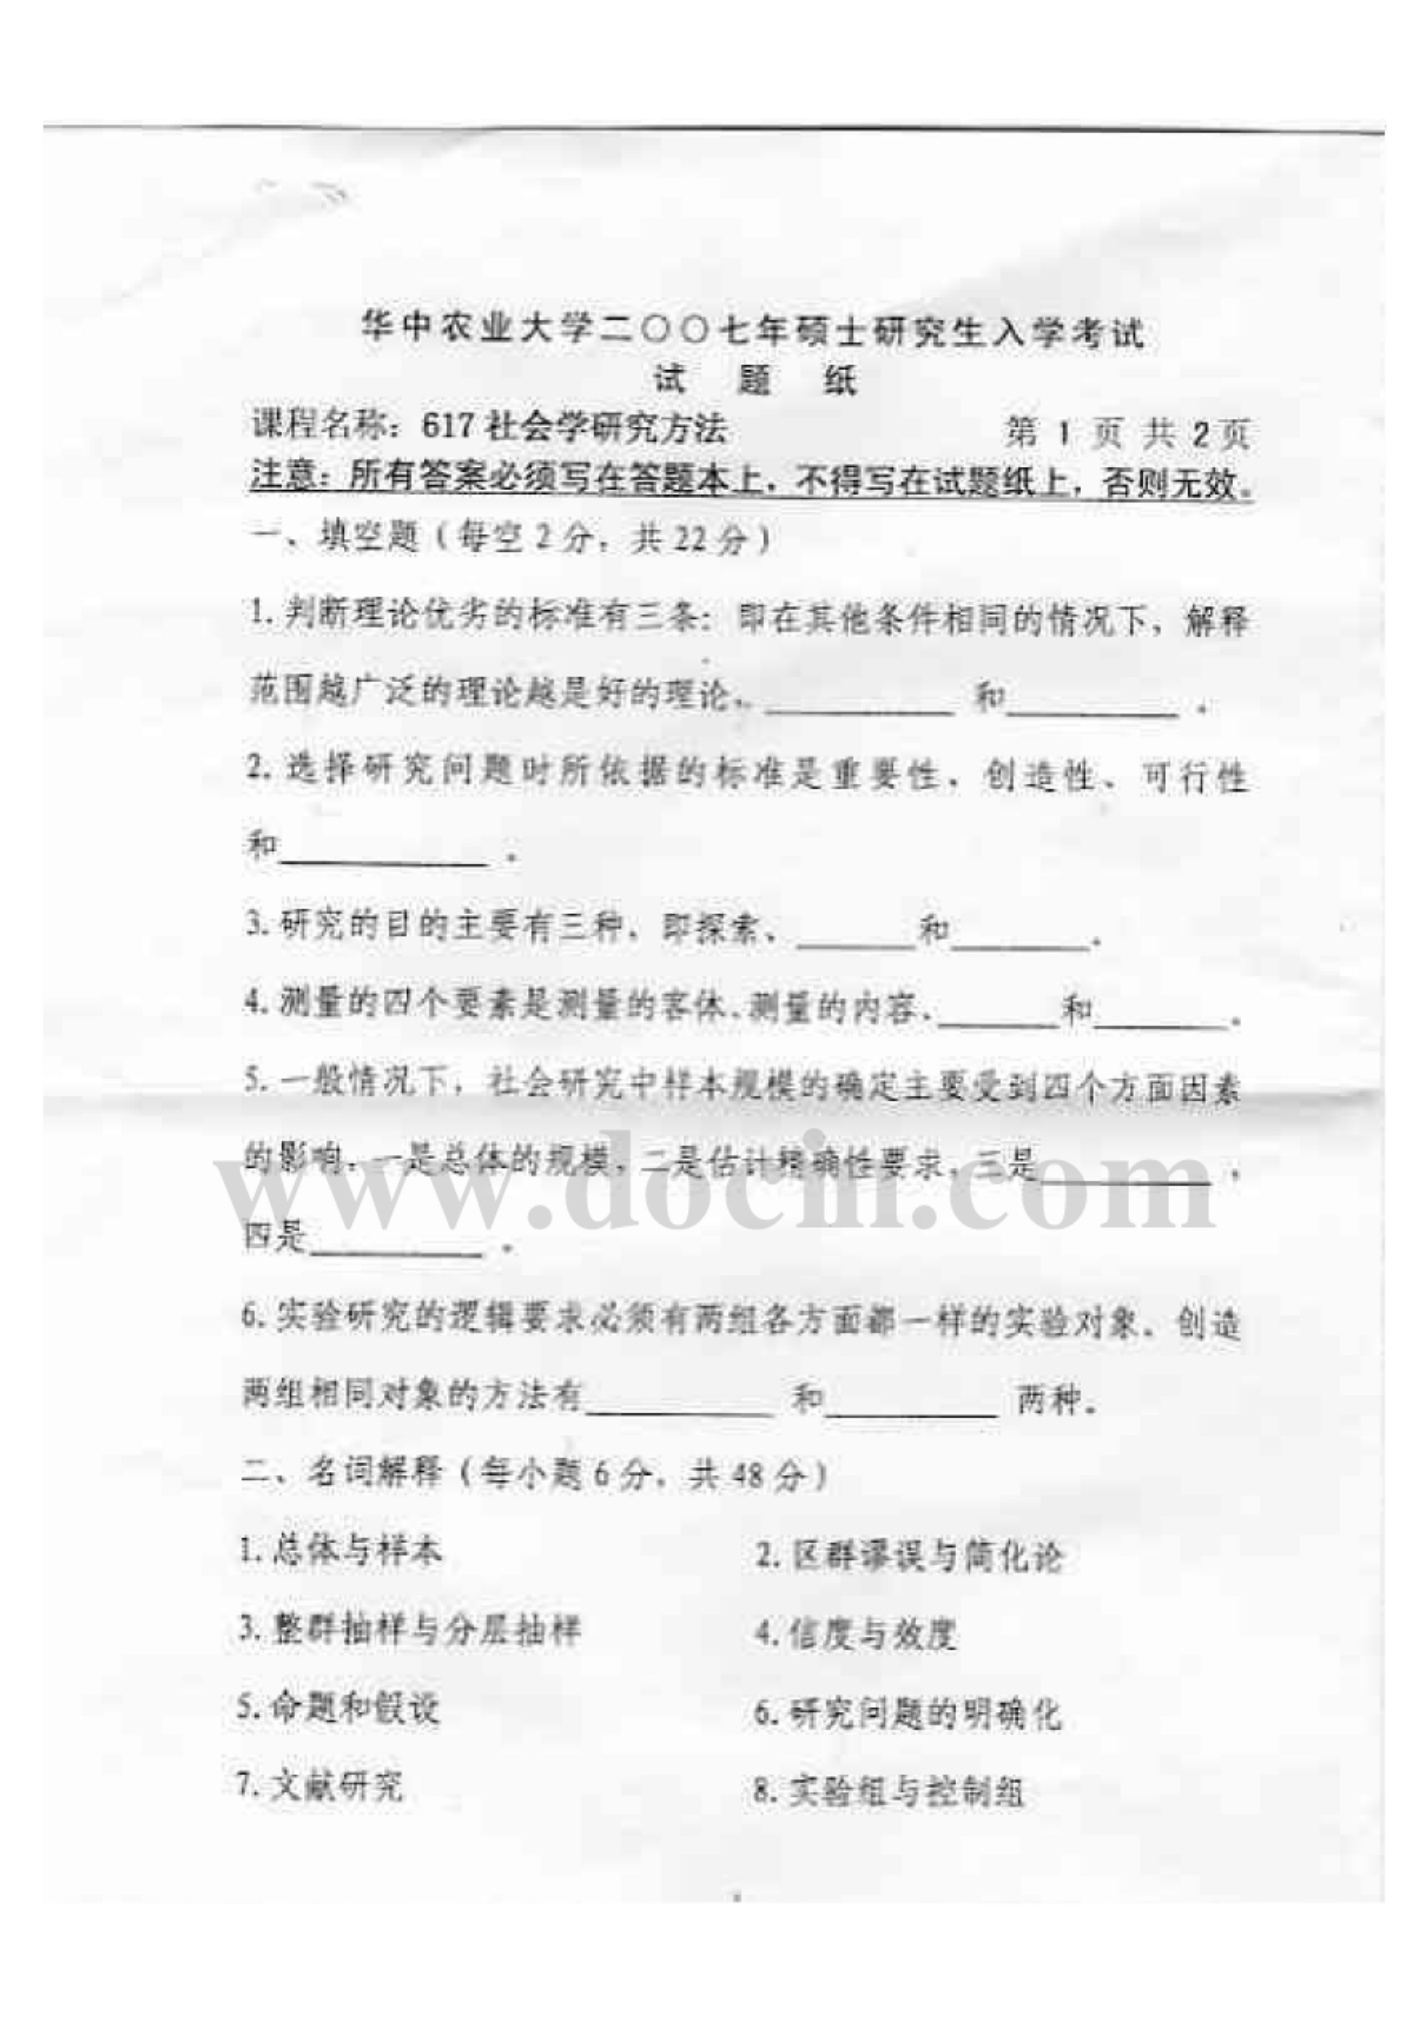 华中农业大学二〇〇七年硕士研究生入学考试
试 题 纸
课程名称：617 社会学研究方法 第 1 页 共 2 页
注意：所有答案必须写在答题本上，不得写在试题纸上，否则无效。
一、填空题（每空 2 分，共 22 分）
1. 判断理论优劣的标准有三条：即在其他条件相同的情况下，解释
范围越广泛的理论越是好的理论、__________ 和__________ 。
2. 选择研究问题时所依据的标准是重要性、创造性、可行性
和____________ 。
3. 研究的目的主要有三种，即探索、_______和________。
4. 测量的四个要素是测量的客体、测量的内容、_______和________。
5. 一般情况下，社会研究中样本规模的确定主要受到四个方面因素
的影响，一是总体的规模，二是估计精确性要求，三是__________ ，
四是__________ 。
6. 实验研究的逻辑要求必须有两组各方面都一样的实验对象，创造
两组相同对象的方法有___________ 和__________ 两种。
二、名词解释（每小题 6 分，共 48 分）
1. 总体与样本 2. 区群谬误与简化论
3. 整群抽样与分层抽样 4. 信度与效度
5. 命题和假设 6. 研究问题的明确化
7. 文献研究 8. 实验组与控制组
www.docin.com